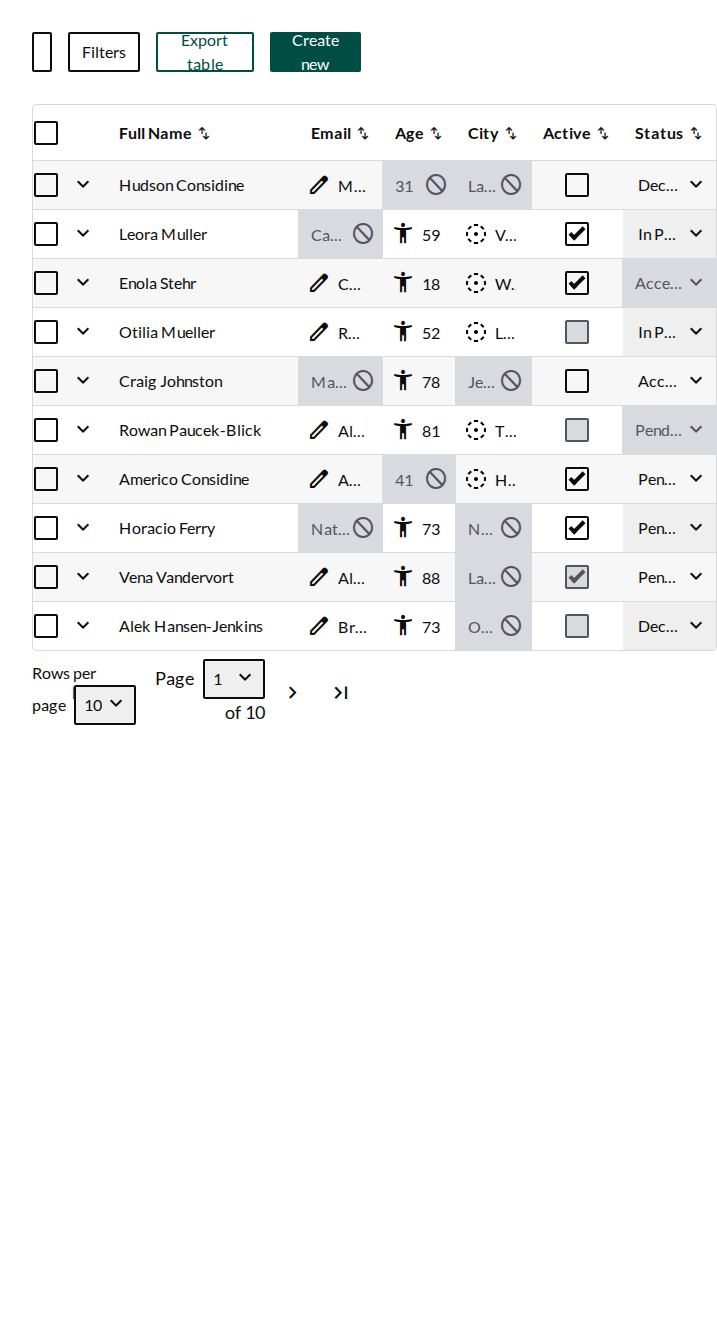 Filters
Export
table
Create
new
Full Name Email Age City Active Status
Hudson Considine M... 31 La... Dec...
Leora Muller Ca... 59 V... In P...
Enola Stehr C... 18 W. Acce...
Otilia Mueller R... 52 L... In P...
Craig Johnston Ma... 78 Je... Acc...
Rowan Paucek-Blick Al... 81 T... Pend...
Americo Considine A... 41 H.. Pen...
Horacio Ferry Nat... 73 N... Pen...
Vena Vandervort Al... 88 La... Pen...
Alek Hansen-Jenkins Br... 73 O... Dec...
Rows per
page 10
Page 1
of 10